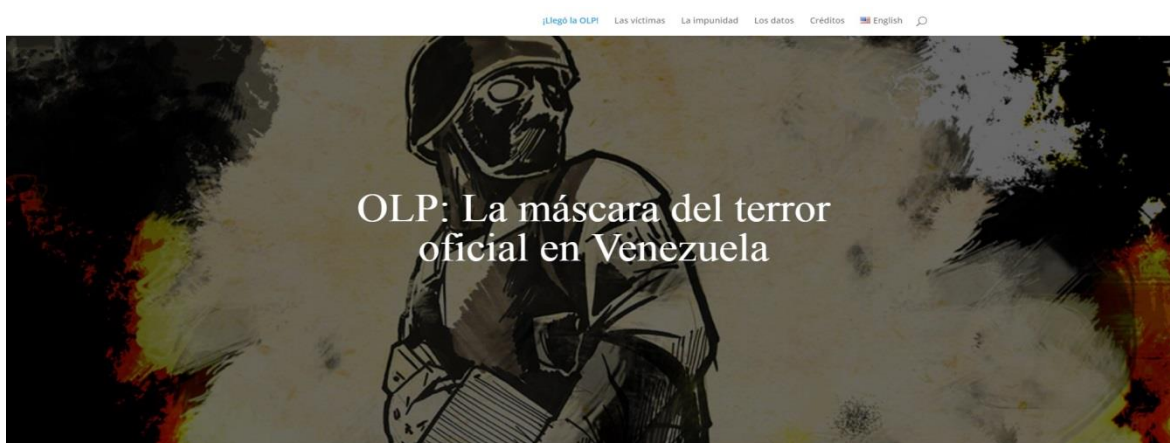 ¡Llegó la OLP! Las víctimas La impunidad Los datos Créditos English
OLP: La máscara del terror
oficial en Venezuela